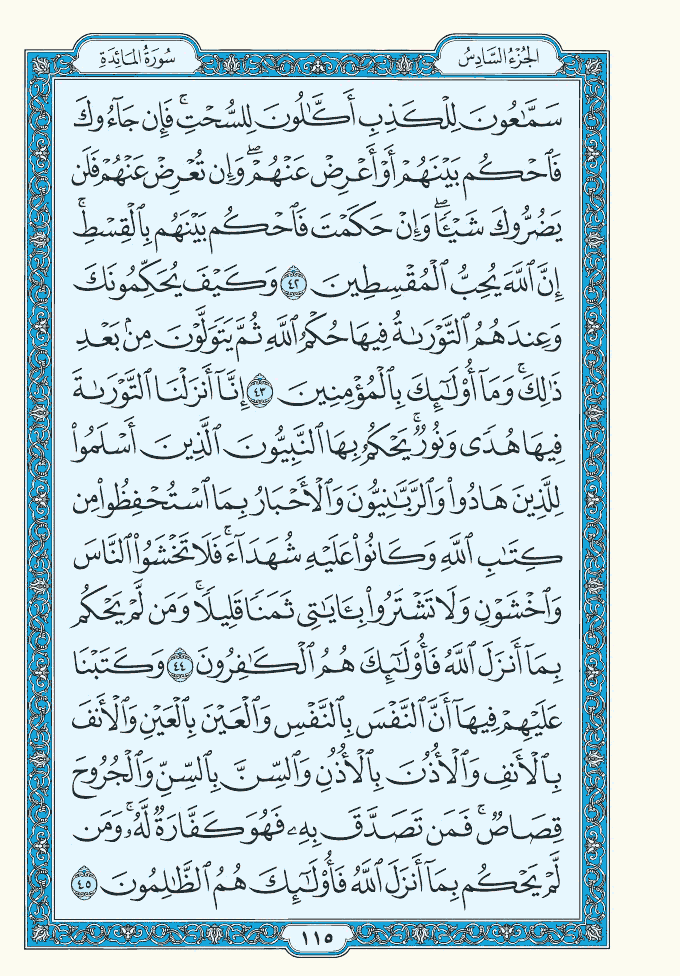 الجُزْءُ السَّادِسُ
سُورَةُ المَائِدَةِ
سَمَّٰعُونَ لِلْكَذِبِ أَكَّٰلُونَ لِلسُّحْتِۚ فَإِن جَآءُوكَ
فَٱحْكُم بَيْنَهُمْ أَوْ أَعْرِضْ عَنْهُمْۖ وَإِن تُعْرِضْ عَنْهُمْ فَلَن
يَضُرُّوكَ شَيْـًٔاۖ وَإِنْ حَكَمْتَ فَٱحْكُم بَيْنَهُم بِٱلْقِسْطِۚ
إِنَّ ٱللَّهَ يُحِبُّ ٱلْمُقْسِطِينَ ٤٢ وَكَيْفَ يُحَكِّمُونَكَ
وَعِندَهُمُ ٱلتَّوْرَىٰةُ فِيهَا حُكْمُ ٱللَّهِ ثُمَّ يَتَوَلَّوْنَ مِنۢ بَعْدِ
ذَٰلِكَۚ وَمَآ أُو۟لَٰٓئِكَ بِٱلْمُؤْمِنِينَ ٤٣ إِنَّآ أَنزَلْنَا ٱلتَّوْرَىٰةَ
فِيهَا هُدًى وَنُورٌۚ يَحْكُمُ بِهَا ٱلنَّبِيُّونَ ٱلَّذِينَ أَسْلَمُوا۟
لِلَّذِينَ هَادُوا۟ وَٱلرَّبَّٰنِيُّونَ وَٱلْأَحْبَارُ بِمَا ٱسْتُحْفِظُوا۟ مِن
كِتَٰبِ ٱللَّهِ وَكَانُوا۟ عَلَيْهِ شُهَدَآءَۚ فَلَا تَخْشَوُا۟ ٱلنَّاسَ
وَٱخْشَوْنِ وَلَا تَشْتَرُوا۟ بِـَٔايَٰتِى ثَمَنًا قَلِيلًاۚ وَمَن لَّمْ يَحْكُم
بِمَآ أَنزَلَ ٱللَّهُ فَأُو۟لَٰٓئِكَ هُمُ ٱلْكَٰفِرُونَ ٤٤ وَكَتَبْنَا
عَلَيْهِمْ فِيهَآ أَنَّ ٱلنَّفْسَ بِٱلنَّفْسِ وَٱلْعَيْنَ بِٱلْعَيْنِ وَٱلْأَنفَ
بِٱلْأَنفِ وَٱلْأُذُنَ بِٱلْأُذُنِ وَٱلسِّنَّ بِٱلسِّنِّ وَٱلْجُرُوحَ
قِصَاصٌۚ فَمَن تَصَدَّقَ بِهِۦ فَهُوَ كَفَّارَةٌ لَّهُۥۚ وَمَن
لَّمْ يَحْكُم بِمَآ أَنزَلَ ٱللَّهُ فَأُو۟لَٰٓئِكَ هُمُ ٱلظَّٰلِمُونَ ٤٥
١١٥